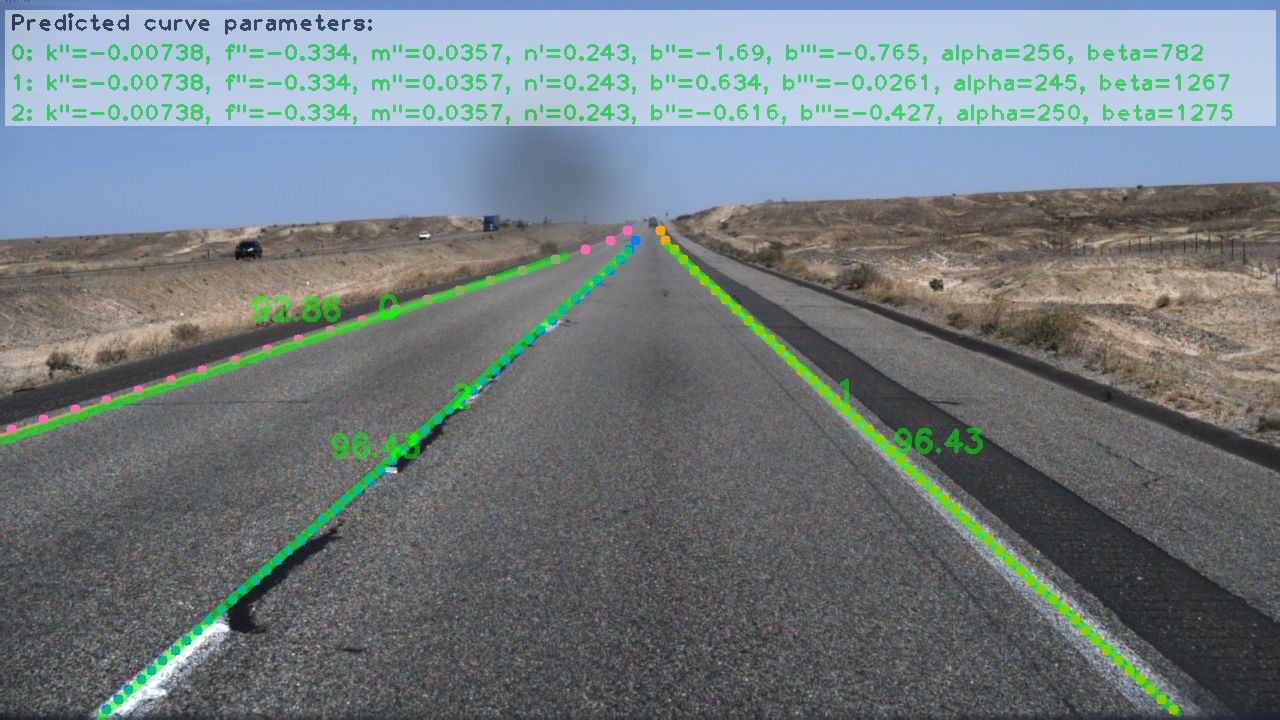 Predicted curve parameters:
0: k''=-0.00738, f''=-0.334, m''=0.0357, n'=0.243, b''=-1.69, b'''=-0.765, alpha=256, beta=782
1: k''=-0.00738, f''=-0.334, m''=0.0357, n'=0.243, b''=0.634, b'''=-0.0261, alpha=245, beta=1267
2: k''=-0.00738, f''=-0.334, m''=0.0357, n'=0.243, b''=-0.616, b'''=-0.427, alpha=250, beta=1275
92.86 0
2 1
96.43 96.43